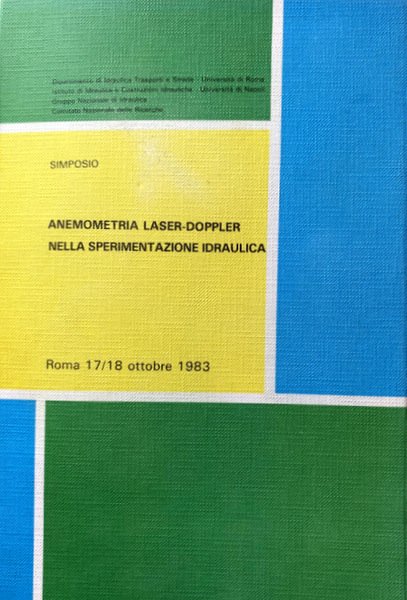 Dipartimento di Idraulica Trasporti e Strade - Università di Roma
Istituto di Idraulica e Costruzioni Idrauliche - Università di Napoli
Gruppo Nazionale di Idraulica
Comitato Nazionale delle Ricerche
SIMPOSIO
ANEMOMETRIA LASER-DOPPLER
NELLA SPERIMENTAZIONE IDRAULICA
Roma 17/18 ottobre 1983